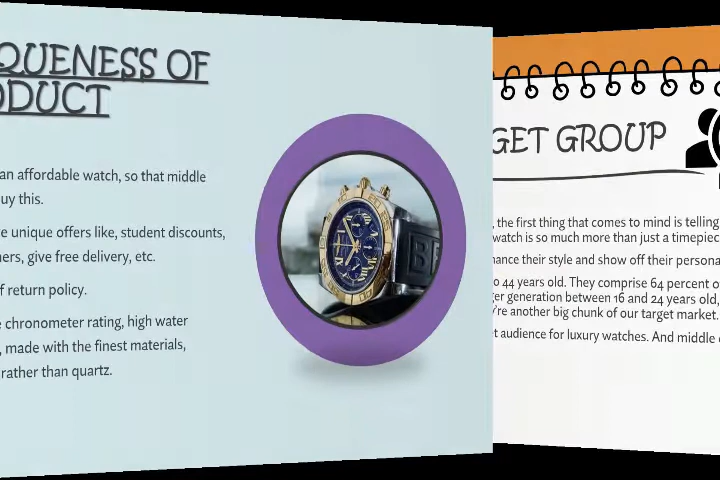 QUENESS OF
DUCT
an affordable watch, so that middle
uy this.
e unique offers like, student discounts,
ers, give free delivery, etc.
f return policy.
e chronometer rating, high water
, made with the finest materials,
rather than quartz.
B
GET GROUP
, the first thing that comes to mind is telling
watch is so much more than just a timepiec
ance their style and show off their persona
o 44 years old. They comprise 64 percent o
ger generation between 16 and 24 years old,
're another big chunk of our target market.
t audience for luxury watches. And middle